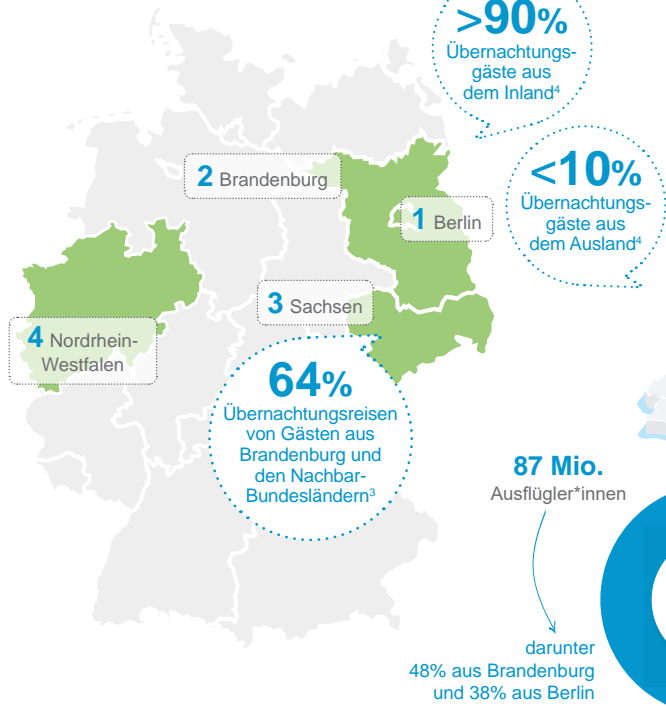 >90%
Übernachtungs-
gäste aus
dem Inland⁴
<10%
Übernachtungs-
gäste aus
dem Ausland⁴
2 Brandenburg
1 Berlin
3 Sachsen
4 Nordrhein-
Westfalen
64%
Übernachtungsreisen
von Gästen aus
Brandenburg und
den Nachbar-
Bundesländern³
87 Mio.
Ausflügler*innen
darunter
48% aus Brandenburg
und 38% aus Berlin